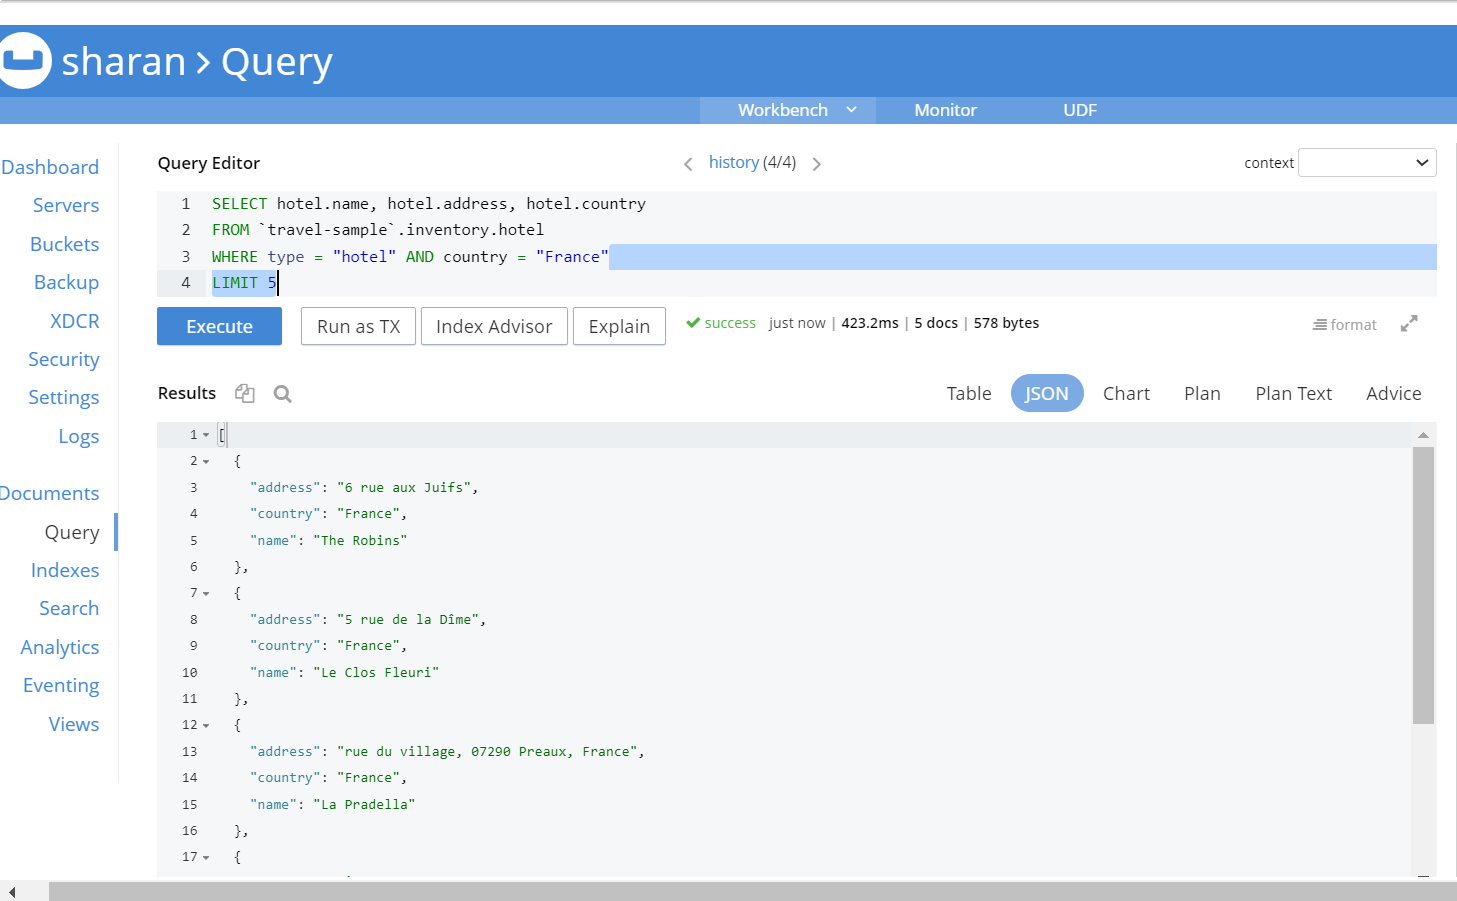 sharan > Query
Workbench Monitor UDF
Dashboard
Servers
Buckets
Backup
XDCR
Security
Settings
Logs
Documents
Query
Indexes
Search
Analytics
Eventing
Views
Query Editor history (4/4) context
1 SELECT hotel.name, hotel.address, hotel.country
2 FROM `travel-sample`.inventory.hotel
3 WHERE type = "hotel" AND country = "France"
4 LIMIT 5
Execute Run as TX Index Advisor Explain success just now | 423.2ms | 5 docs | 578 bytes format
Results Table JSON Chart Plan Plan Text Advice
1 [
2 {
3 "address": "6 rue aux Juifs",
4 "country": "France",
5 "name": "The Robins"
6 },
7 {
8 "address": "5 rue de la Dîme",
9 "country": "France",
10 "name": "Le Clos Fleuri"
11 },
12 {
13 "address": "rue du village, 07290 Preaux, France",
14 "country": "France",
15 "name": "La Pradella"
16 },
17 {